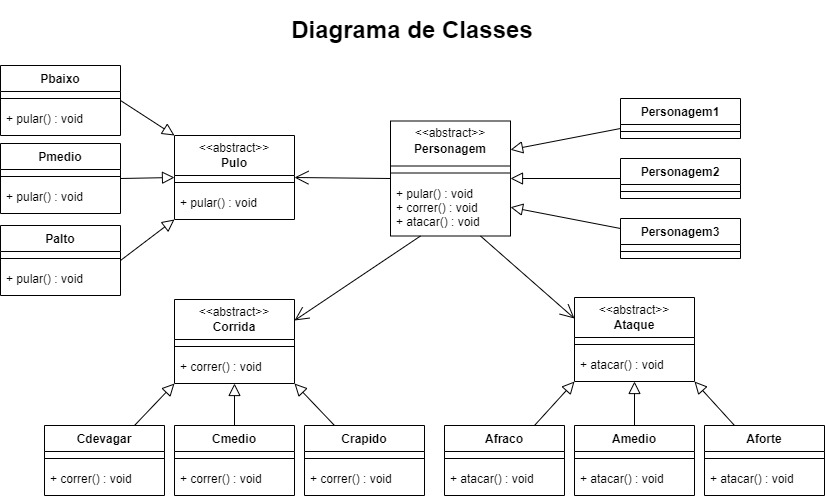 Diagrama de Classes
Pbaixo
+ pular() : void
Pmedio
+ pular() : void
Palto
+ pular() : void
<<abstract>>
Pulo
+ pular() : void
<<abstract>>
Personagem
+ pular() : void
+ correr() : void
+ atacar() : void
Personagem1
Personagem2
Personagem3
<<abstract>>
Corrida
+ correr() : void
<<abstract>>
Ataque
+ atacar() : void
Cdevagar
+ correr() : void
Cmedio
+ correr() : void
Crapido
+ correr() : void
Afraco
+ atacar() : void
Amedio
+ atacar() : void
Aforte
+ atacar() : void